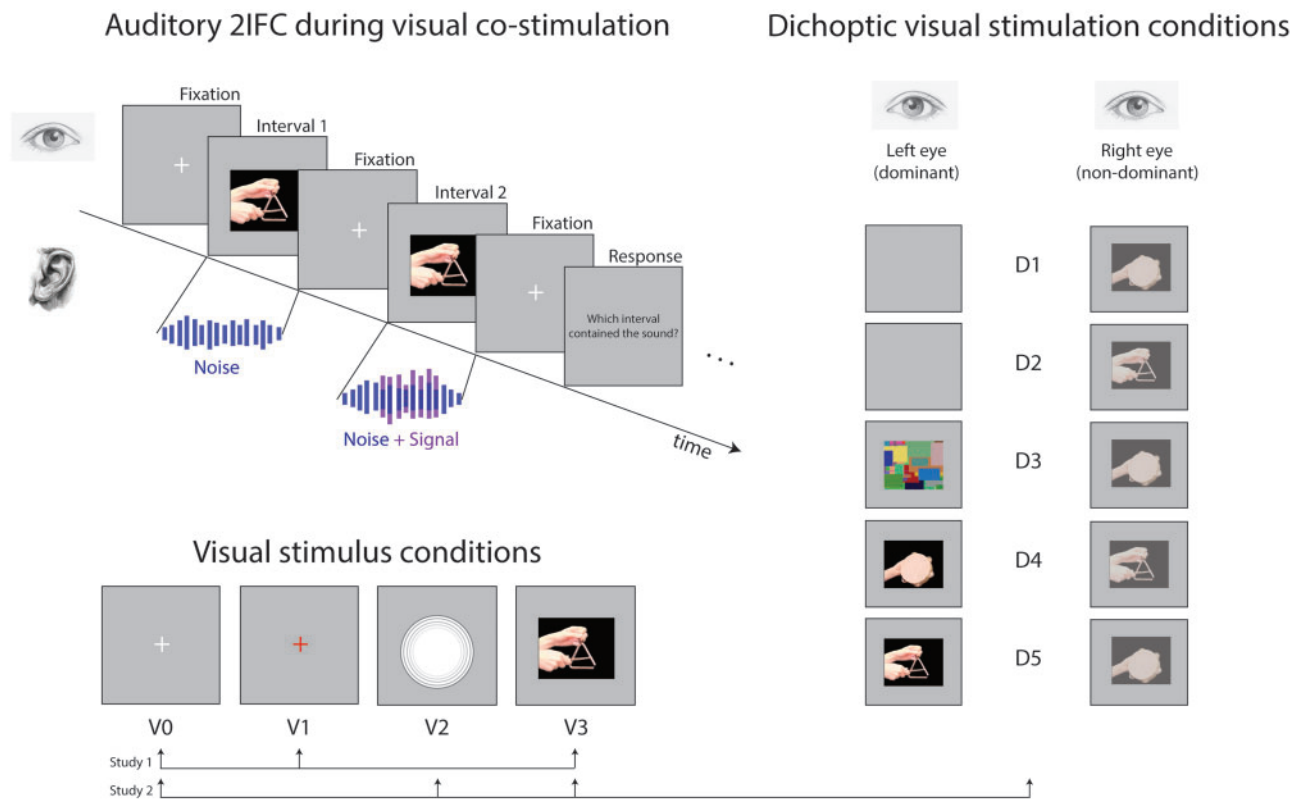 Auditory 2IFC during visual co-stimulation
Fixation
Interval 1
Fixation
Interval 2
Fixation
Response
Which interval
contained the sound?
...
Noise
Noise + Signal
time
Visual stimulus conditions
V0
V1
V2
V3
Study 1
Study 2
Dichoptic visual stimulation conditions
Left eye
(dominant)
Right eye
(non-dominant)
D1
D2
D3
D4
D5